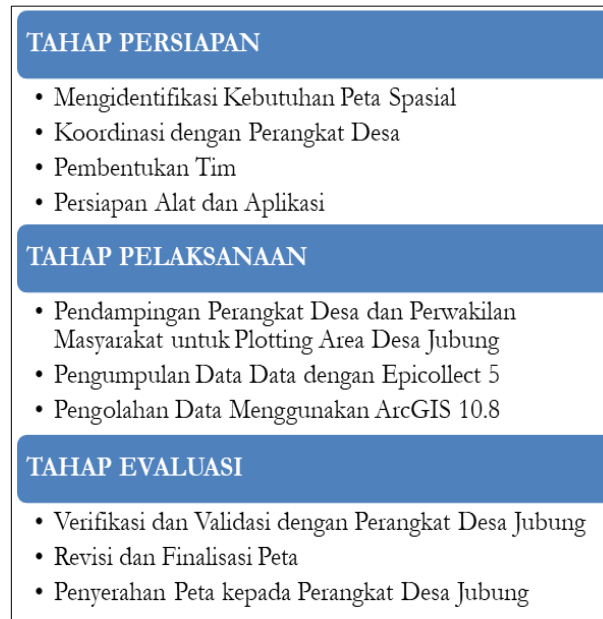 TAHAP PERSIAPAN
• Mengidentifikasi Kebutuhan Peta Spasial
• Koordinasi dengan Perangkat Desa
• Pembentukan Tim
• Persiapan Alat dan Aplikasi
TAHAP PELAKSANAAN
• Pendampingan Perangkat Desa dan Perwakilan
Masyarakat untuk Plotting Area Desa Jubung
• Pengumpulan Data Data dengan Epicollect 5
• Pengolahan Data Menggunakan ArcGIS 10.8
TAHAP EVALUASI
• Verifikasi dan Validasi dengan Perangkat Desa Jubung
• Revisi dan Finalisasi Peta
• Penyerahan Peta kepada Perangkat Desa Jubung